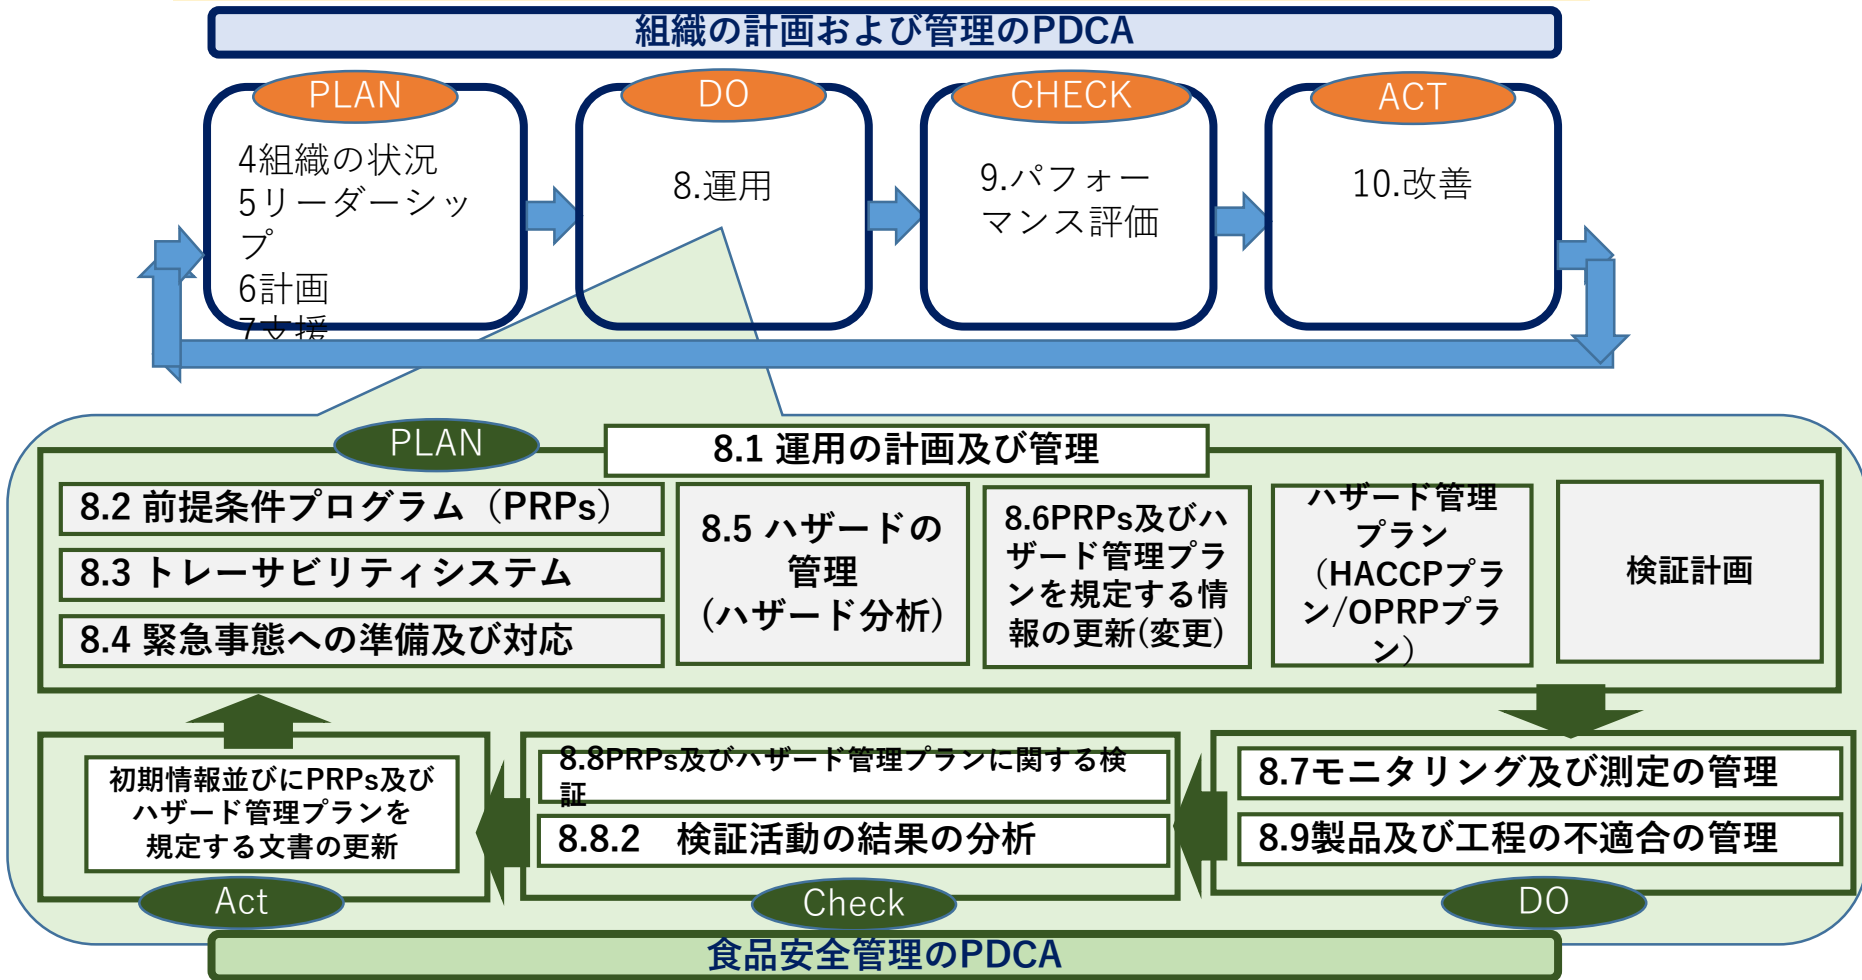 組織の計画および管理のPDCA
PLAN
4組織の状況
5リーダーシッ
プ
6計画
7支援
DO
8.運用
CHECK
9.パフォー
マンス評価
ACT
10.改善
PLAN
8.1 運用の計画及び管理
8.2 前提条件プログラム（PRPs）
8.3 トレーサビリティシステム
8.4 緊急事態への準備及び対応
8.5 ハザードの
管理
(ハザード分析)
8.6PRPs及びハ
ザード管理プラ
ンを規定する情
報の更新(変更)
ハザード管理
プラン
（HACCPプラ
ン/OPRPプラ
ン）
検証計画
初期情報並びにPRPs及び
ハザード管理プランを
規定する文書の更新
Act
8.8PRPs及びハザード管理プランに関する検
証
8.8.2　検証活動の結果の分析
Check
8.7モニタリング及び測定の管理
8.9製品及び工程の不適合の管理
DO
食品安全管理のPDCA